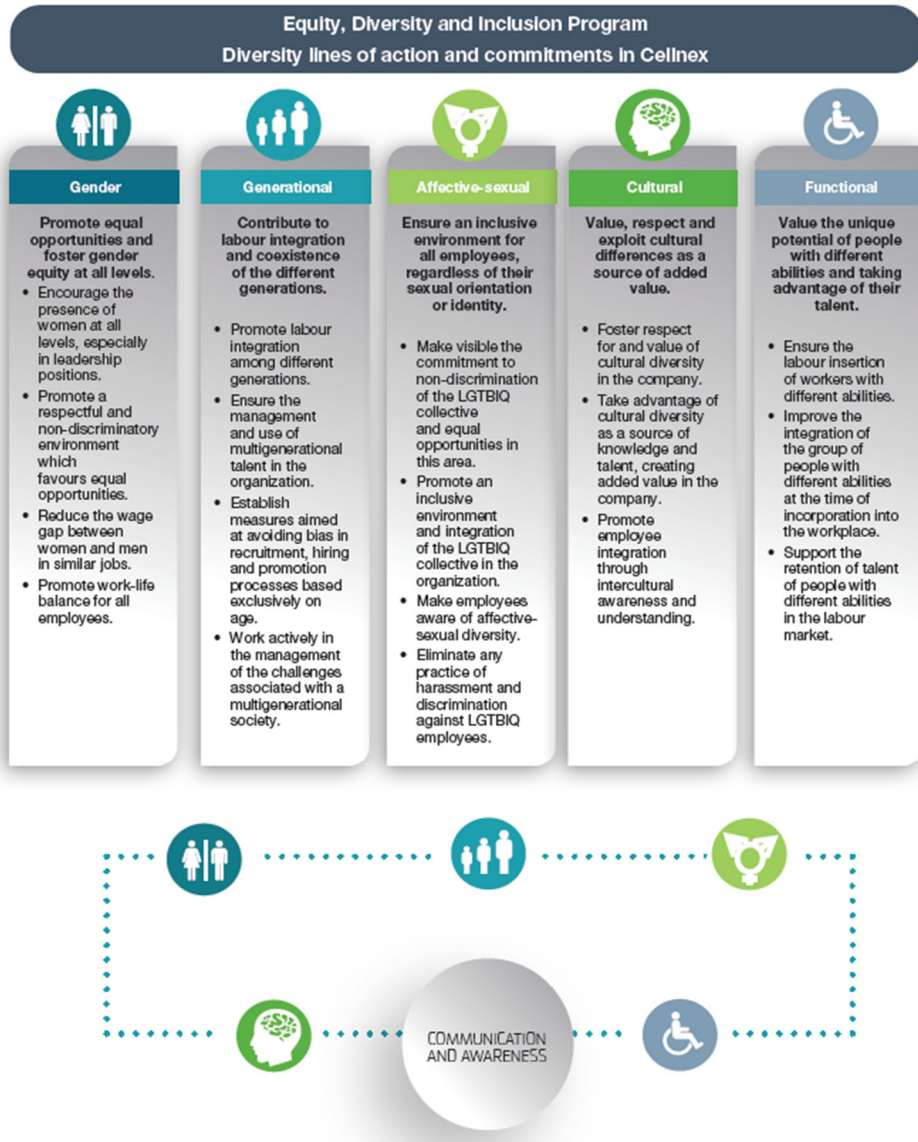 Equity, Diversity and Inclusion Program
Diversity lines of action and commitments in Cellnex
Gender
Promote equal
opportunities and
foster gender
equity at all levels.
• Encourage the
presence of
women at all
levels, especially
in leadership
positions.
• Promote a
respectful and
non-discriminatory
environment
which
favours equal
opportunities.
• Reduce the wage
gap between
women and men
in similar jobs.
• Promote work-life
balance for all
employees.
Generational
Contribute to
labour integration
and coexistence
of the different
generations.
• Promote labour
integration
among different
generations.
• Ensure the
management
and use of
multigenerational
talent in the
organization.
• Establish
measures aimed
at avoiding bias in
recruitment, hiring
and promotion
processes based
exclusively on
age.
• Work actively in
the management
of the challenges
associated with a
multigenerational
society.
Affective-sexual
Ensure an inclusive
environment for
all employees,
regardless of their
sexual orientation
or identity.
• Make visible the
commitment to
non-discrimination
of the LGTBIQ
collective
and equal
opportunities in
this area.
• Promote an
inclusive
environment
and integration
of the LGTBIQ
collective in the
organization.
• Make employees
aware of affective-
sexual diversity.
• Eliminate any
practice of
harassment and
discrimination
against LGTBIQ
employees.
Cultural
Value, respect and
exploit cultural
differences as a
source of added
value.
• Foster respect
for and value of
cultural diversity
in the company.
• Take advantage of
cultural diversity
as a source of
knowledge and
talent, creating
added value in the
company.
• Promote
employee
integration
through
intercultural
awareness and
understanding.
Functional
Value the unique
potential of people
with different
abilities and taking
advantage of their
talent.
• Ensure the
labour insertion
of workers with
different abilities.
• Improve the
integration of
the group of
people with
different abilities
at the time of
incorporation into
the workplace.
• Support the
retention of talent
of people with
different abilities
in the labour
market.
COMMUNICATION
AND AWARENESS